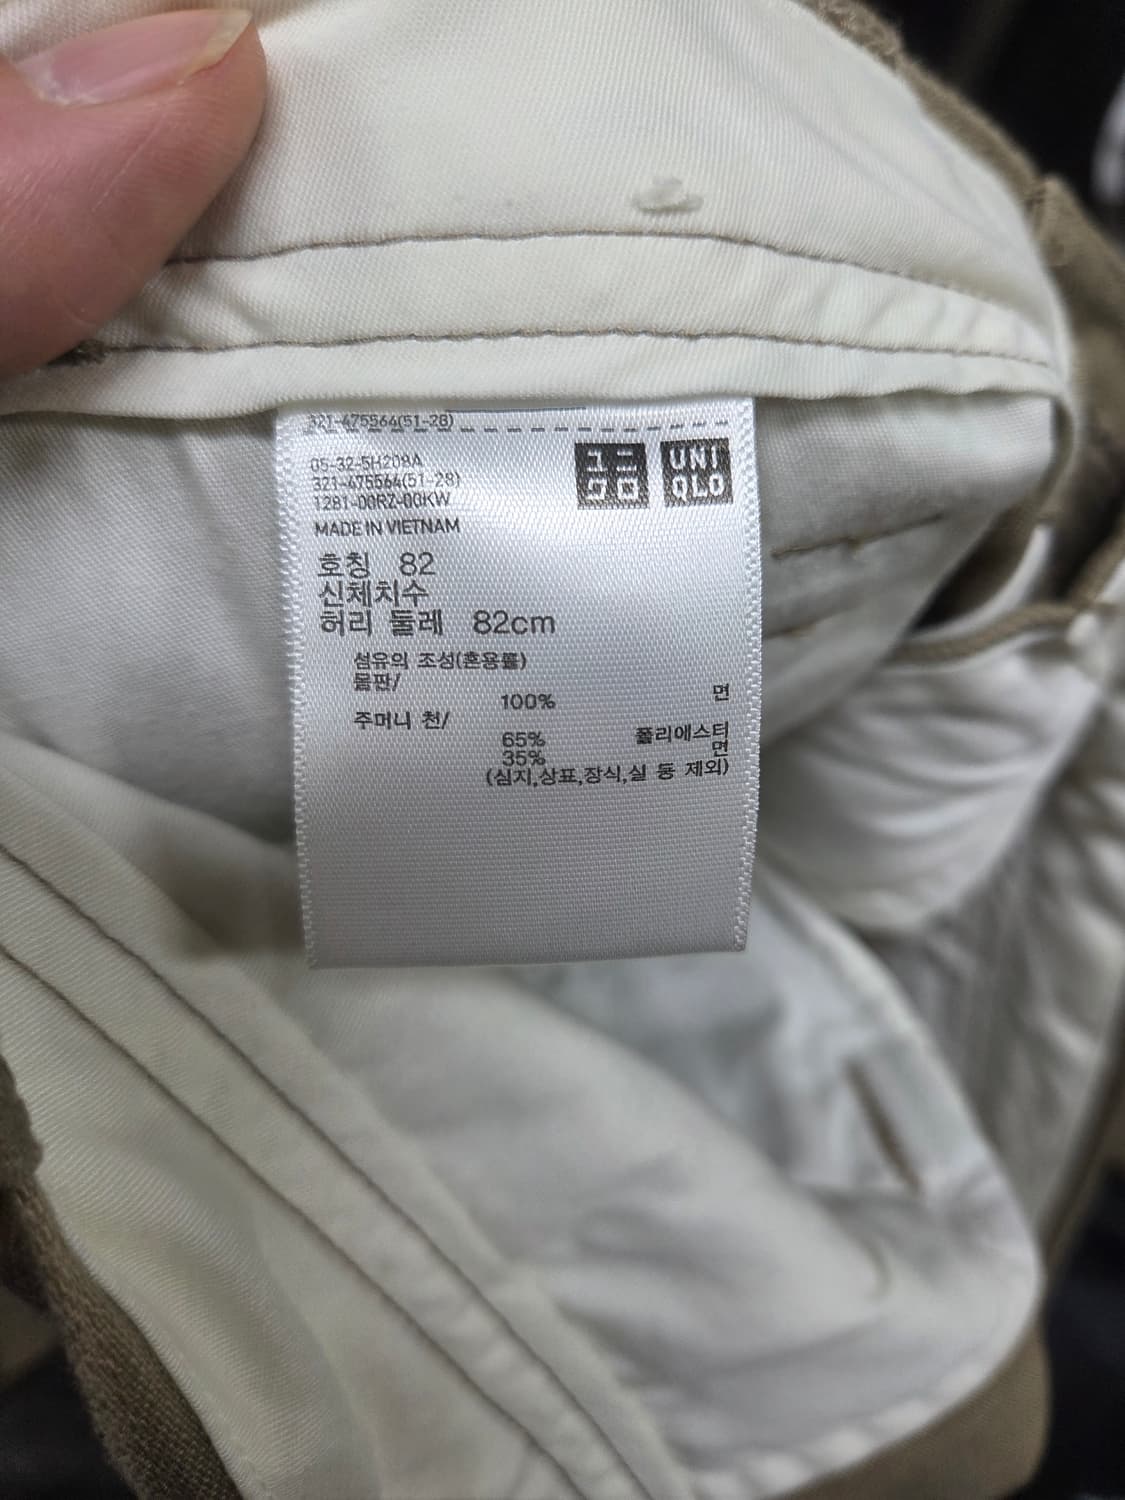 321-475564(51-28)
05-32-5H208A
321-475564(51-28)
1281-00RZ-00KW
MADE IN VIETNAM
ユニ
クロ
UNI
QLO
호칭 82
신체치수
허리 둘레 82cm
섬유의 조성(혼용률)
몸판/
100% 면
주머니 천/
65% 폴리에스터
35% 면
(심지,상표,장식,실 등 제외)